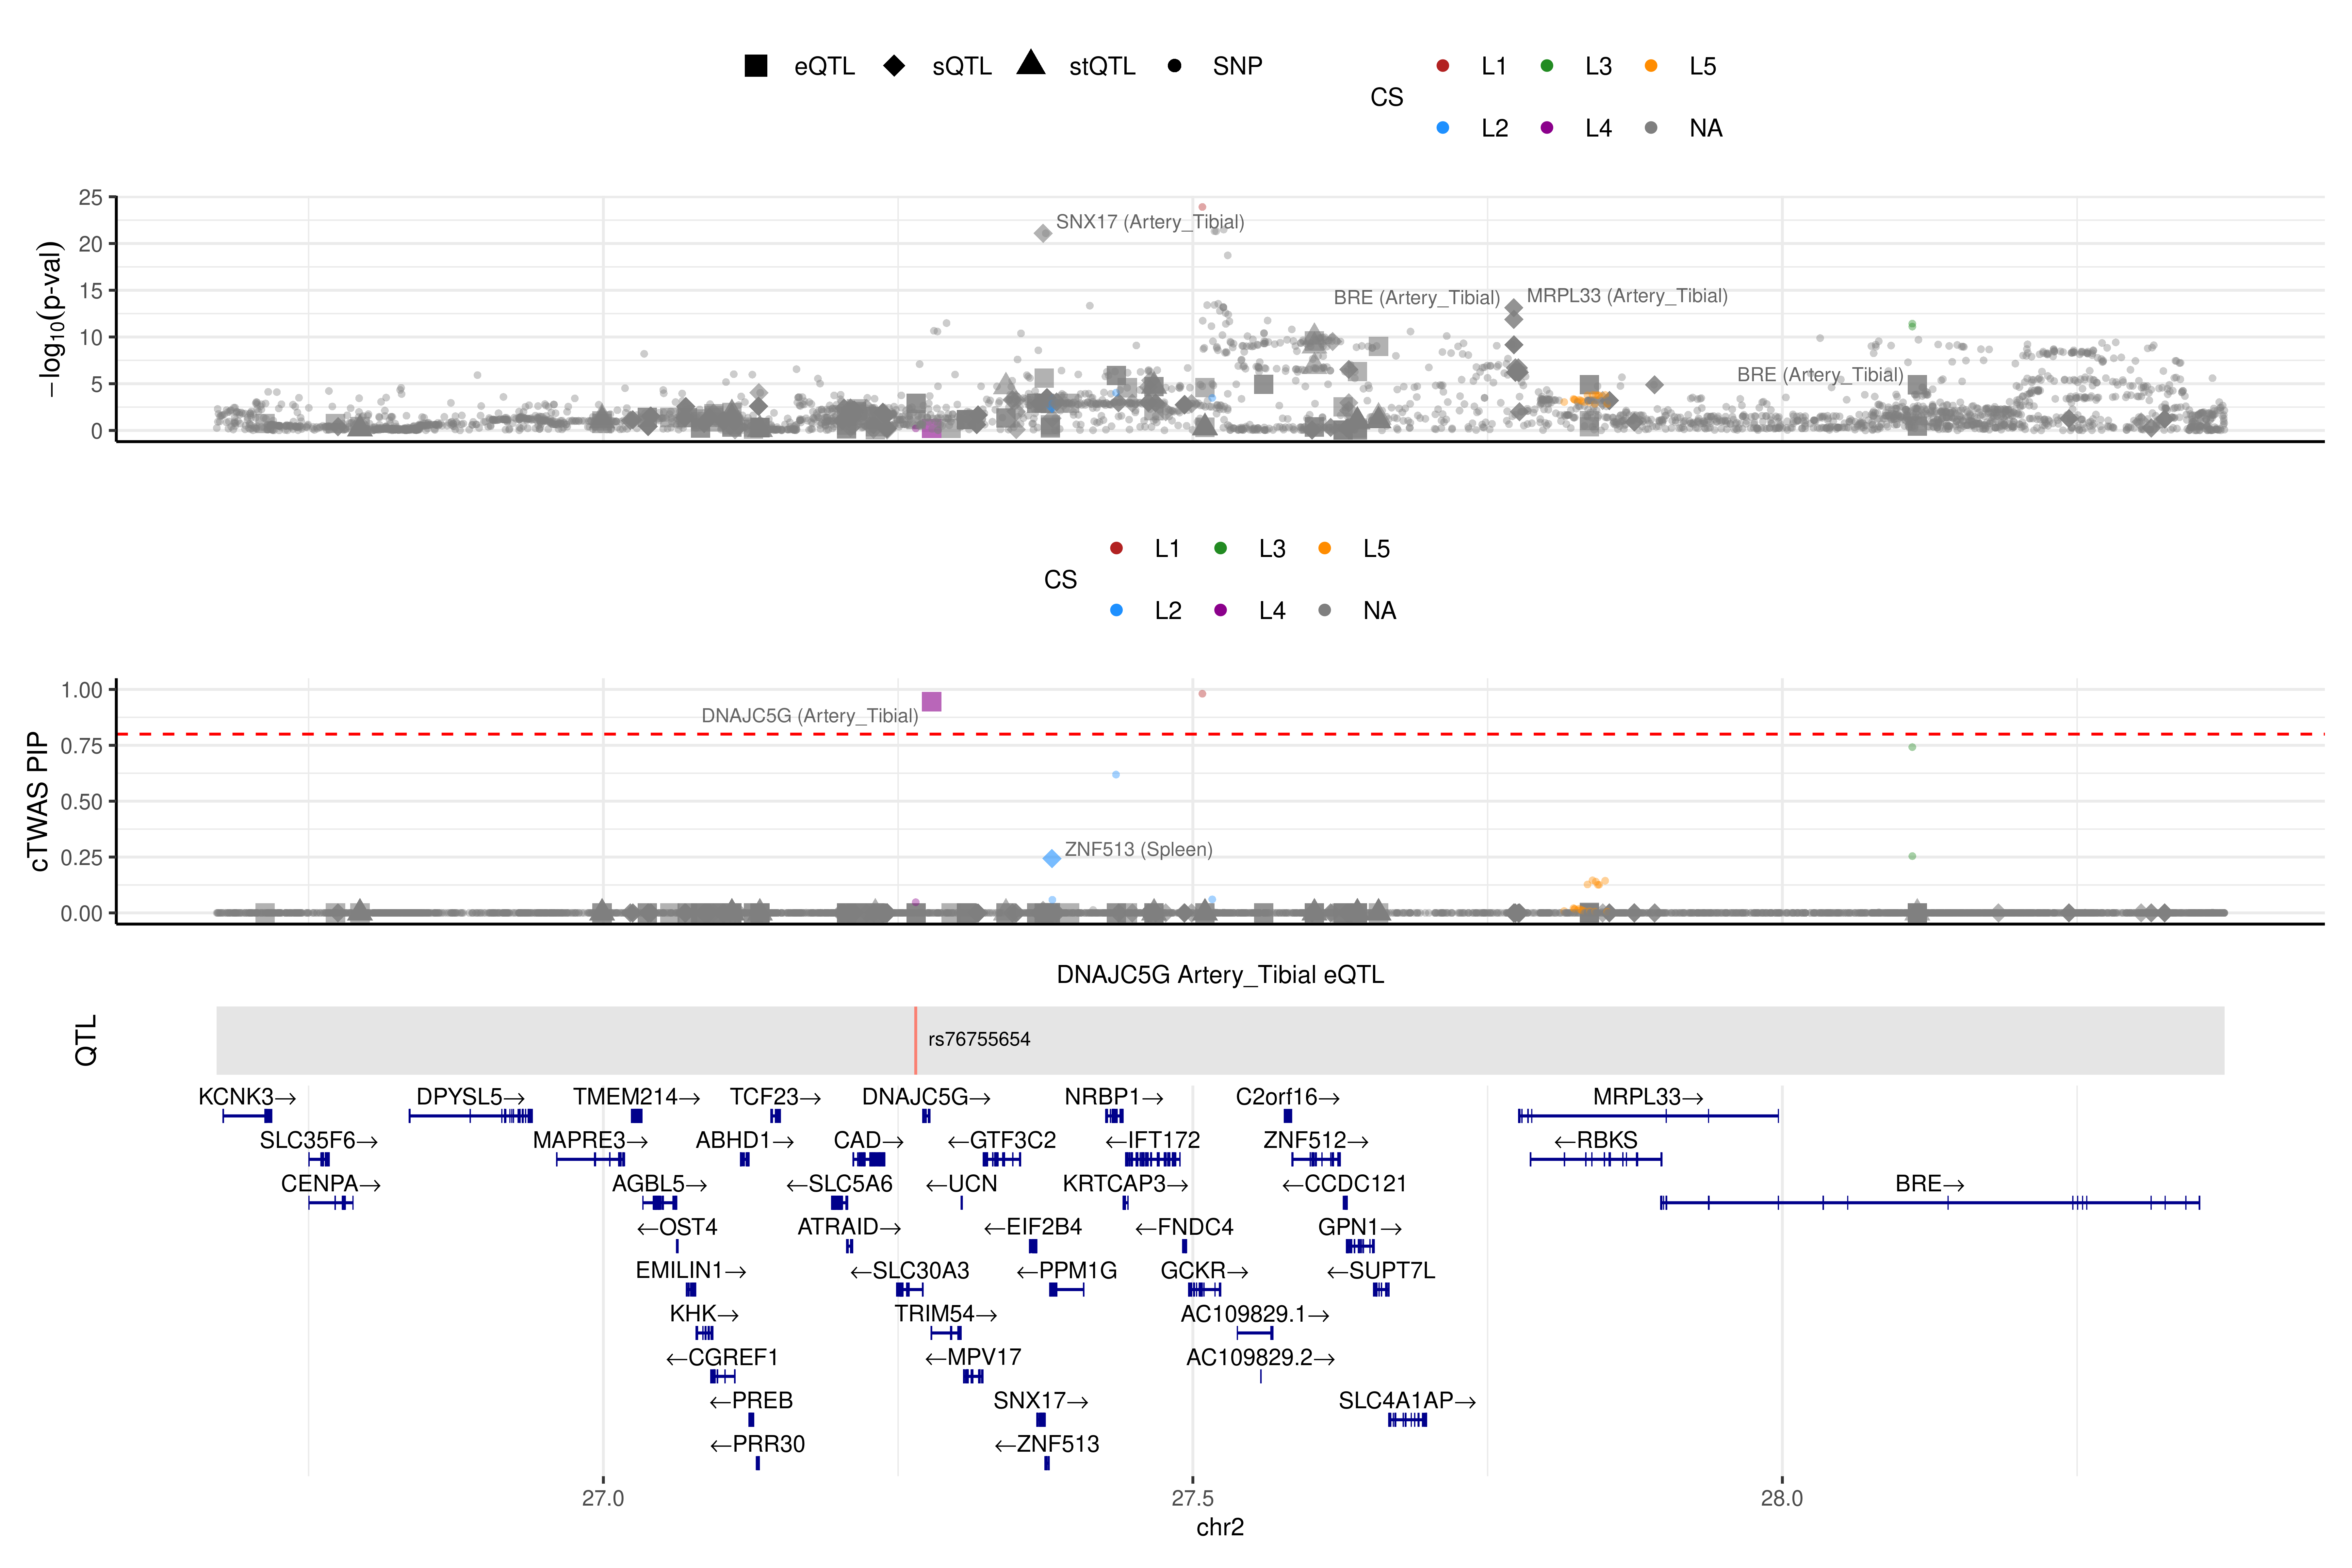 eQTL sQTL stQTL SNP
CS L1 L3 L5
L2 L4 NA
−log10(p-val)
25
20
15
10
5
0
SNX17 (Artery_Tibial)
BRE (Artery_Tibial)
MRPL33 (Artery_Tibial)
BRE (Artery_Tibial)
CS L1 L3 L5
L2 L4 NA
cTWAS PIP
1.00
0.75
0.50
0.25
0.00
DNAJC5G (Artery_Tibial)
ZNF513 (Spleen)
DNAJC5G Artery_Tibial eQTL
QTL
rs76755654
KCNK3→ DPYSL5→ TMEM214→ TCF23→ DNAJC5G→ NRBP1→ C2orf16→ MRPL33→
SLC35F6→ MAPRE3→ ABHD1→ CAD→ ←GTF3C2 ←IFT172 ZNF512→ ←RBKS
CENPA→ AGBL5→ ←SLC5A6 ←UCN KRTCAP3→ ←CCDC121 BRE→
←OST4 ATRAID→ ←EIF2B4 ←FNDC4 GPN1→
EMILIN1→ ←SLC30A3 ←PPM1G GCKR→ ←SUPT7L
KHK→ TRIM54→ AC109829.1→
←CGREF1 ←MPV17 AC109829.2→
←PREB SNX17→ SLC4A1AP→
←PRR30 ←ZNF513
27.0 27.5 28.0
chr2